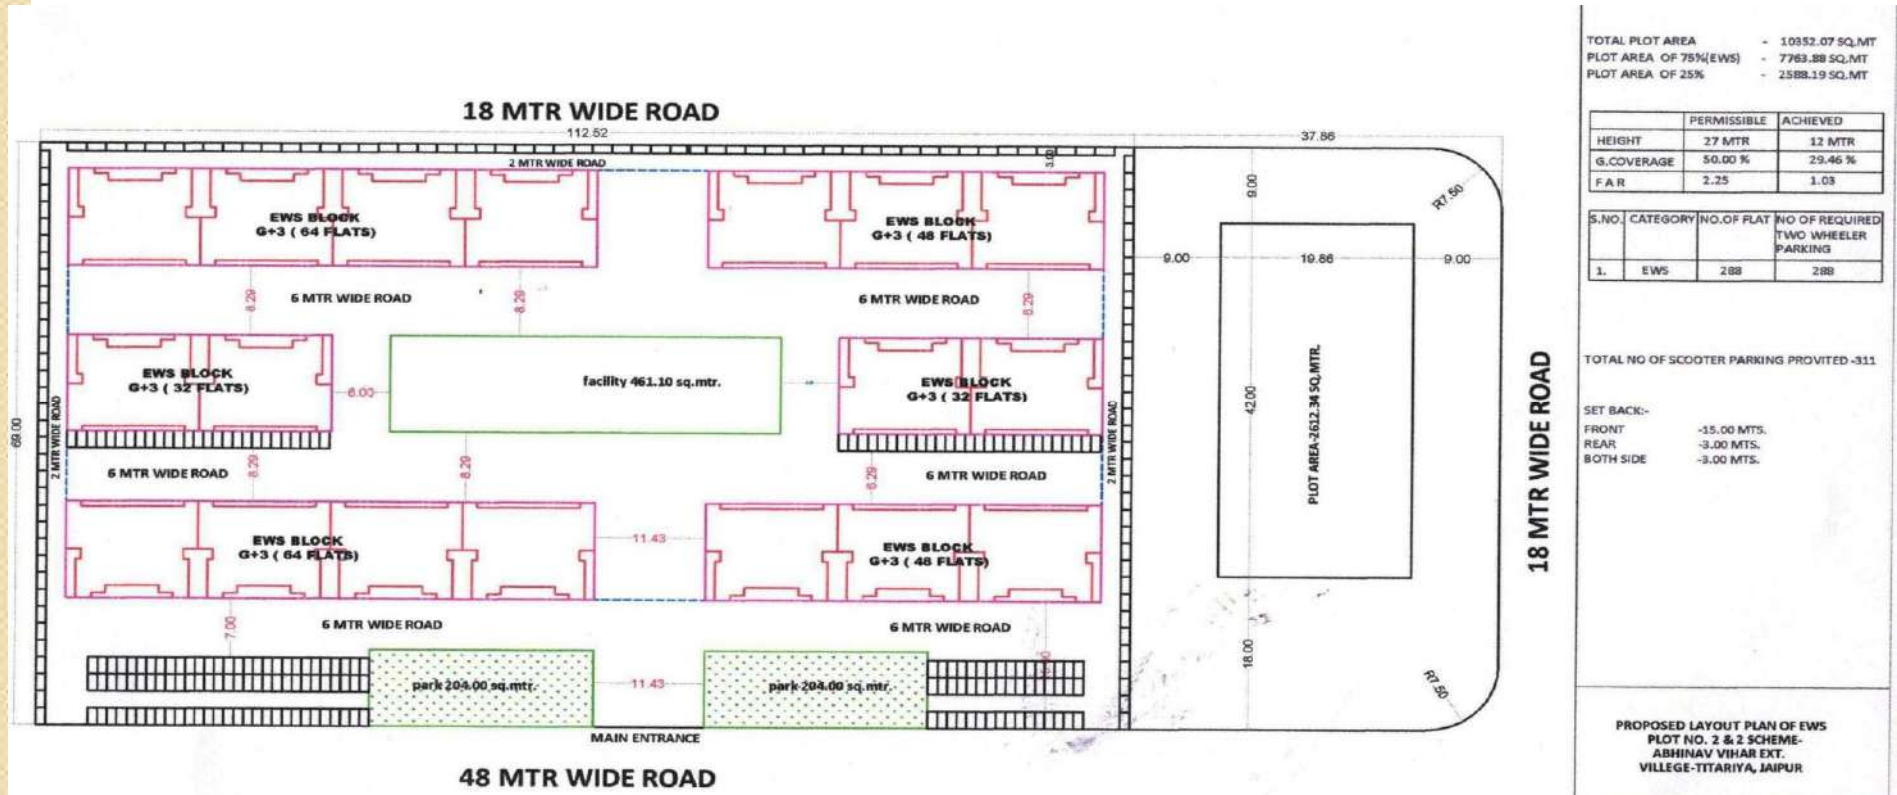 18 MTR WIDE ROAD
112.52
37.86
2 MTR WIDE ROAD
3.00
EWS BLOCK
G+3 ( 64 FLATS)
EWS BLOCK
G+3 ( 48 FLATS)
9.00
R7.50
9.00
19.86
9.00
8.29
6 MTR WIDE ROAD
8.29
6 MTR WIDE ROAD
8.29
EWS BLOCK
G+3 ( 32 FLATS)
6.00
facility 461.10 sq.mtr.
EWS BLOCK
G+3 ( 32 FLATS)
69.00
2 MTR WIDE ROAD
2 MTR WIDE ROAD
42.00
PLOT AREA-2612.34 SQ.MTR.
18 MTR WIDE ROAD
6 MTR WIDE ROAD
8.29
8.29
8.29
6 MTR WIDE ROAD
EWS BLOCK
G+3 ( 64 FLATS)
11.43
EWS BLOCK
G+3 ( 48 FLATS)
7.00
6 MTR WIDE ROAD
6 MTR WIDE ROAD
18.00
R7.50
park 204.00 sq.mtr.
11.43
park 204.00 sq.mtr.
MAIN ENTRANCE
48 MTR WIDE ROAD
TOTAL PLOT AREA - 10352.07 SQ.MT
PLOT AREA OF 75%(EWS) - 7763.88 SQ.MT
PLOT AREA OF 25% - 2588.19 SQ.MT
PERMISSIBLE ACHIEVED
HEIGHT 27 MTR 12 MTR
G.COVERAGE 50.00 % 29.46 %
F A R 2.25 1.03
S.NO. CATEGORY NO.OF FLAT NO OF REQUIRED
TWO WHEELER
PARKING
1. EWS 288 288
TOTAL NO OF SCOOTER PARKING PROVITED -311
SET BACK:-
FRONT -15.00 MTS.
REAR -3.00 MTS.
BOTH SIDE -3.00 MTS.
PROPOSED LAYOUT PLAN OF EWS
PLOT NO. 2 & 2 SCHEME-
ABHINAV VIHAR EXT.
VILLEGE-TITARIYA, JAIPUR